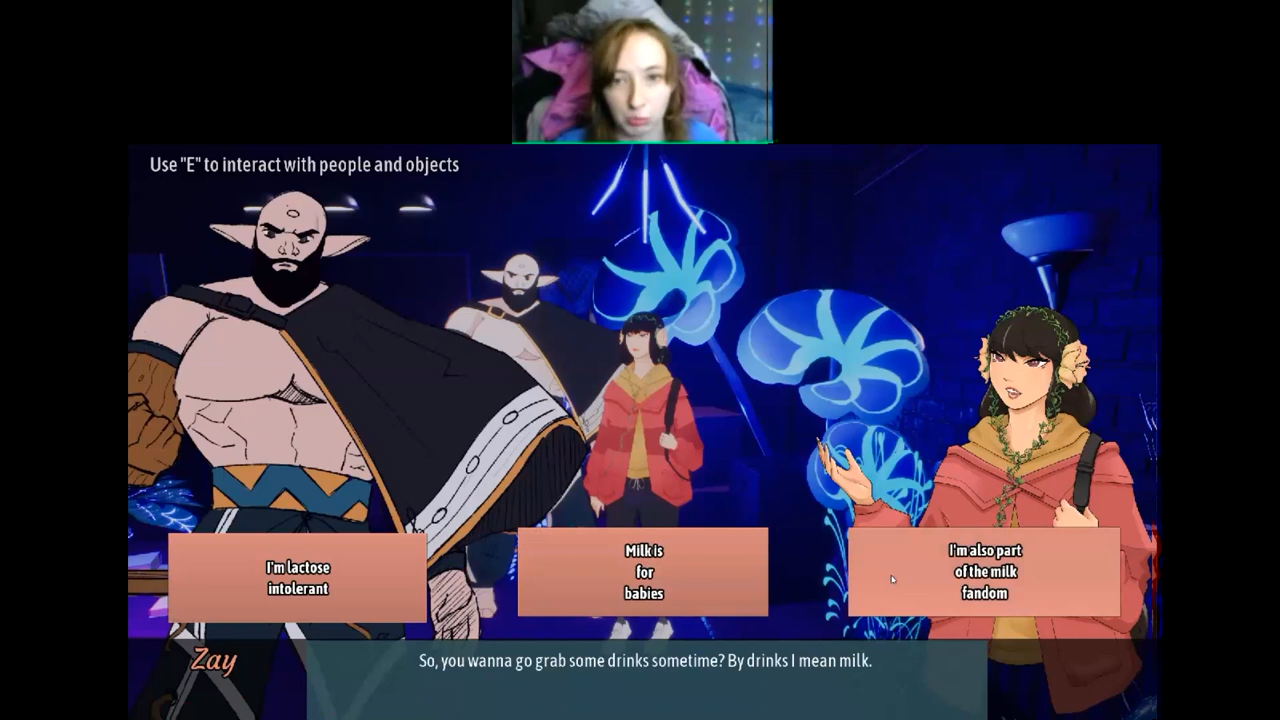 Use "E" to interact with people and objects
I'm lactose
intolerant
Milk is
for
babies
I'm also part
of the milk
fandom
Zay
So, you wanna go grab some drinks sometime? By drinks I mean milk.